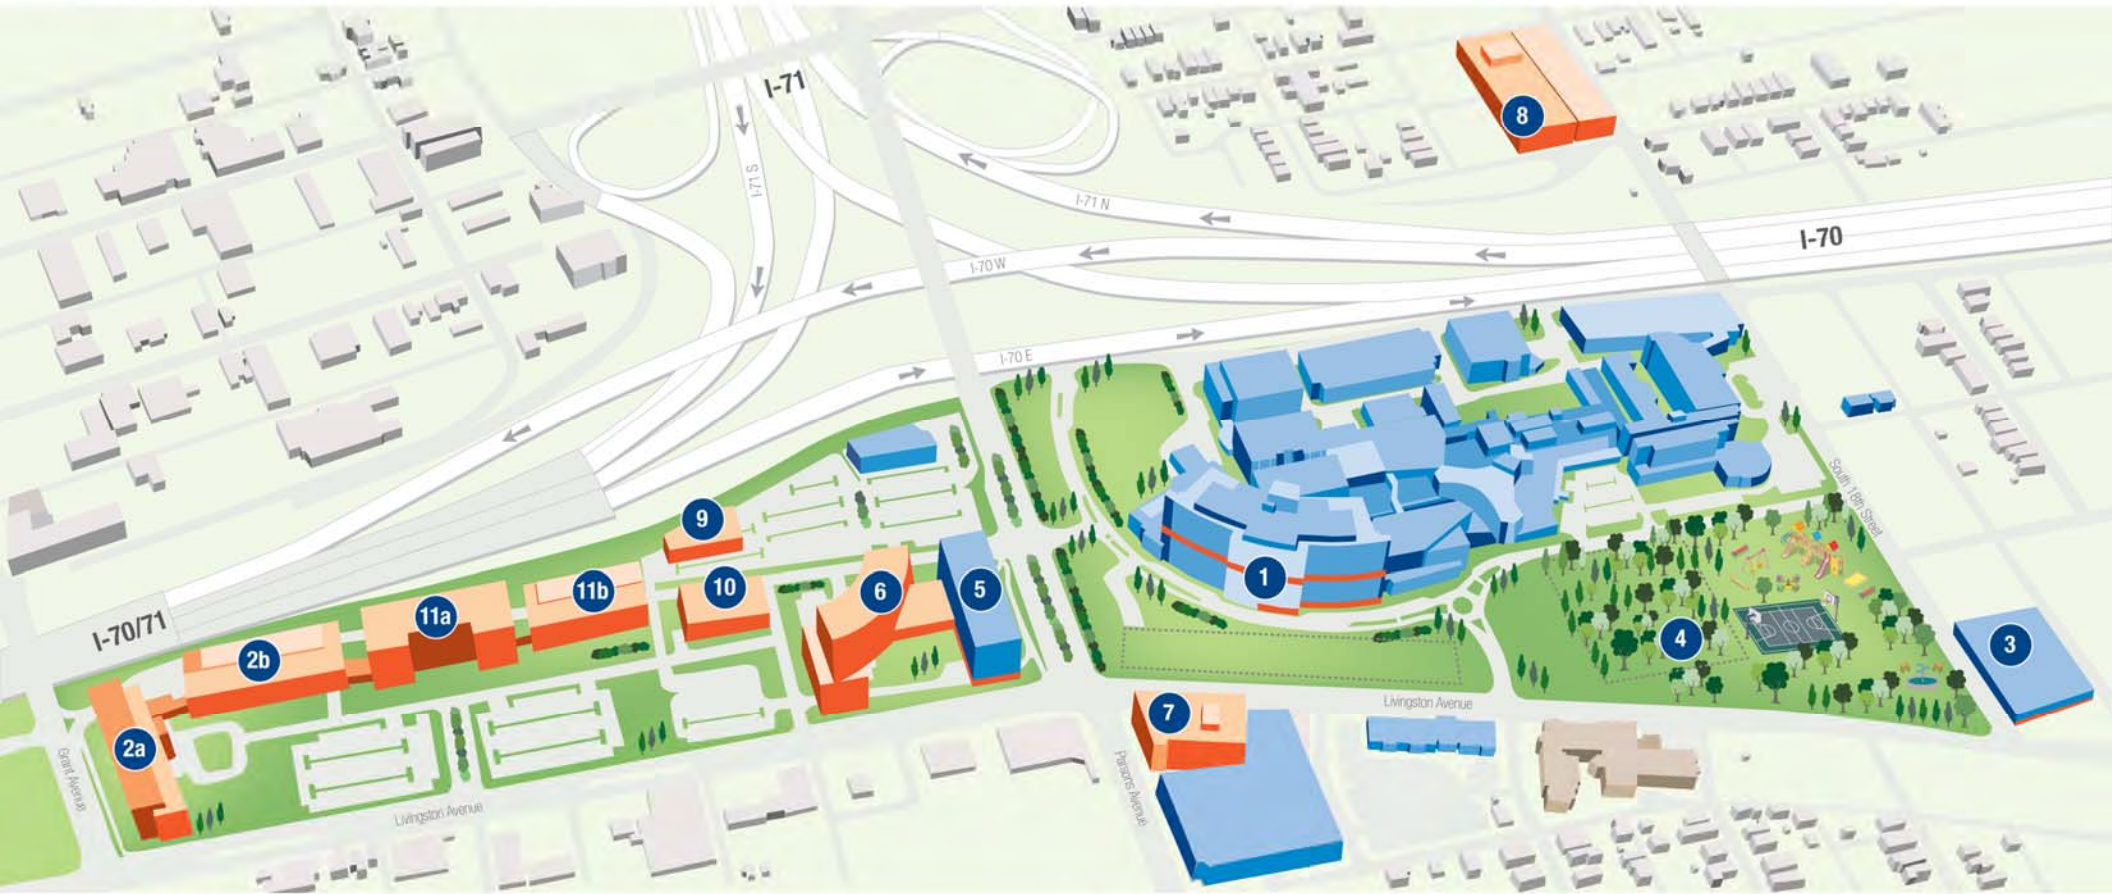 I-71
8
I-71 S
I-71 N
I-70
I-70 W
I-70 E
South 18th Street
9
1
11b
10
6
5
11a
I-70/71
2b
4
3
2a
7
Livingston Avenue
Grant Avenue
Parsons Avenue
Livingston Avenue